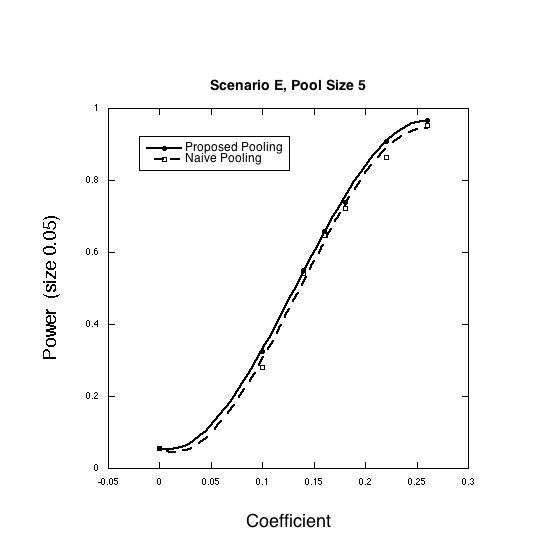 Scenario E, Pool Size 5
1
Proposed Pooling
Naive Pooling
0.8
0.6
Power (size 0.05)
0.4
0.2
0
-0.05 0 0.05 0.1 0.15 0.2 0.25 0.3
Coefficient